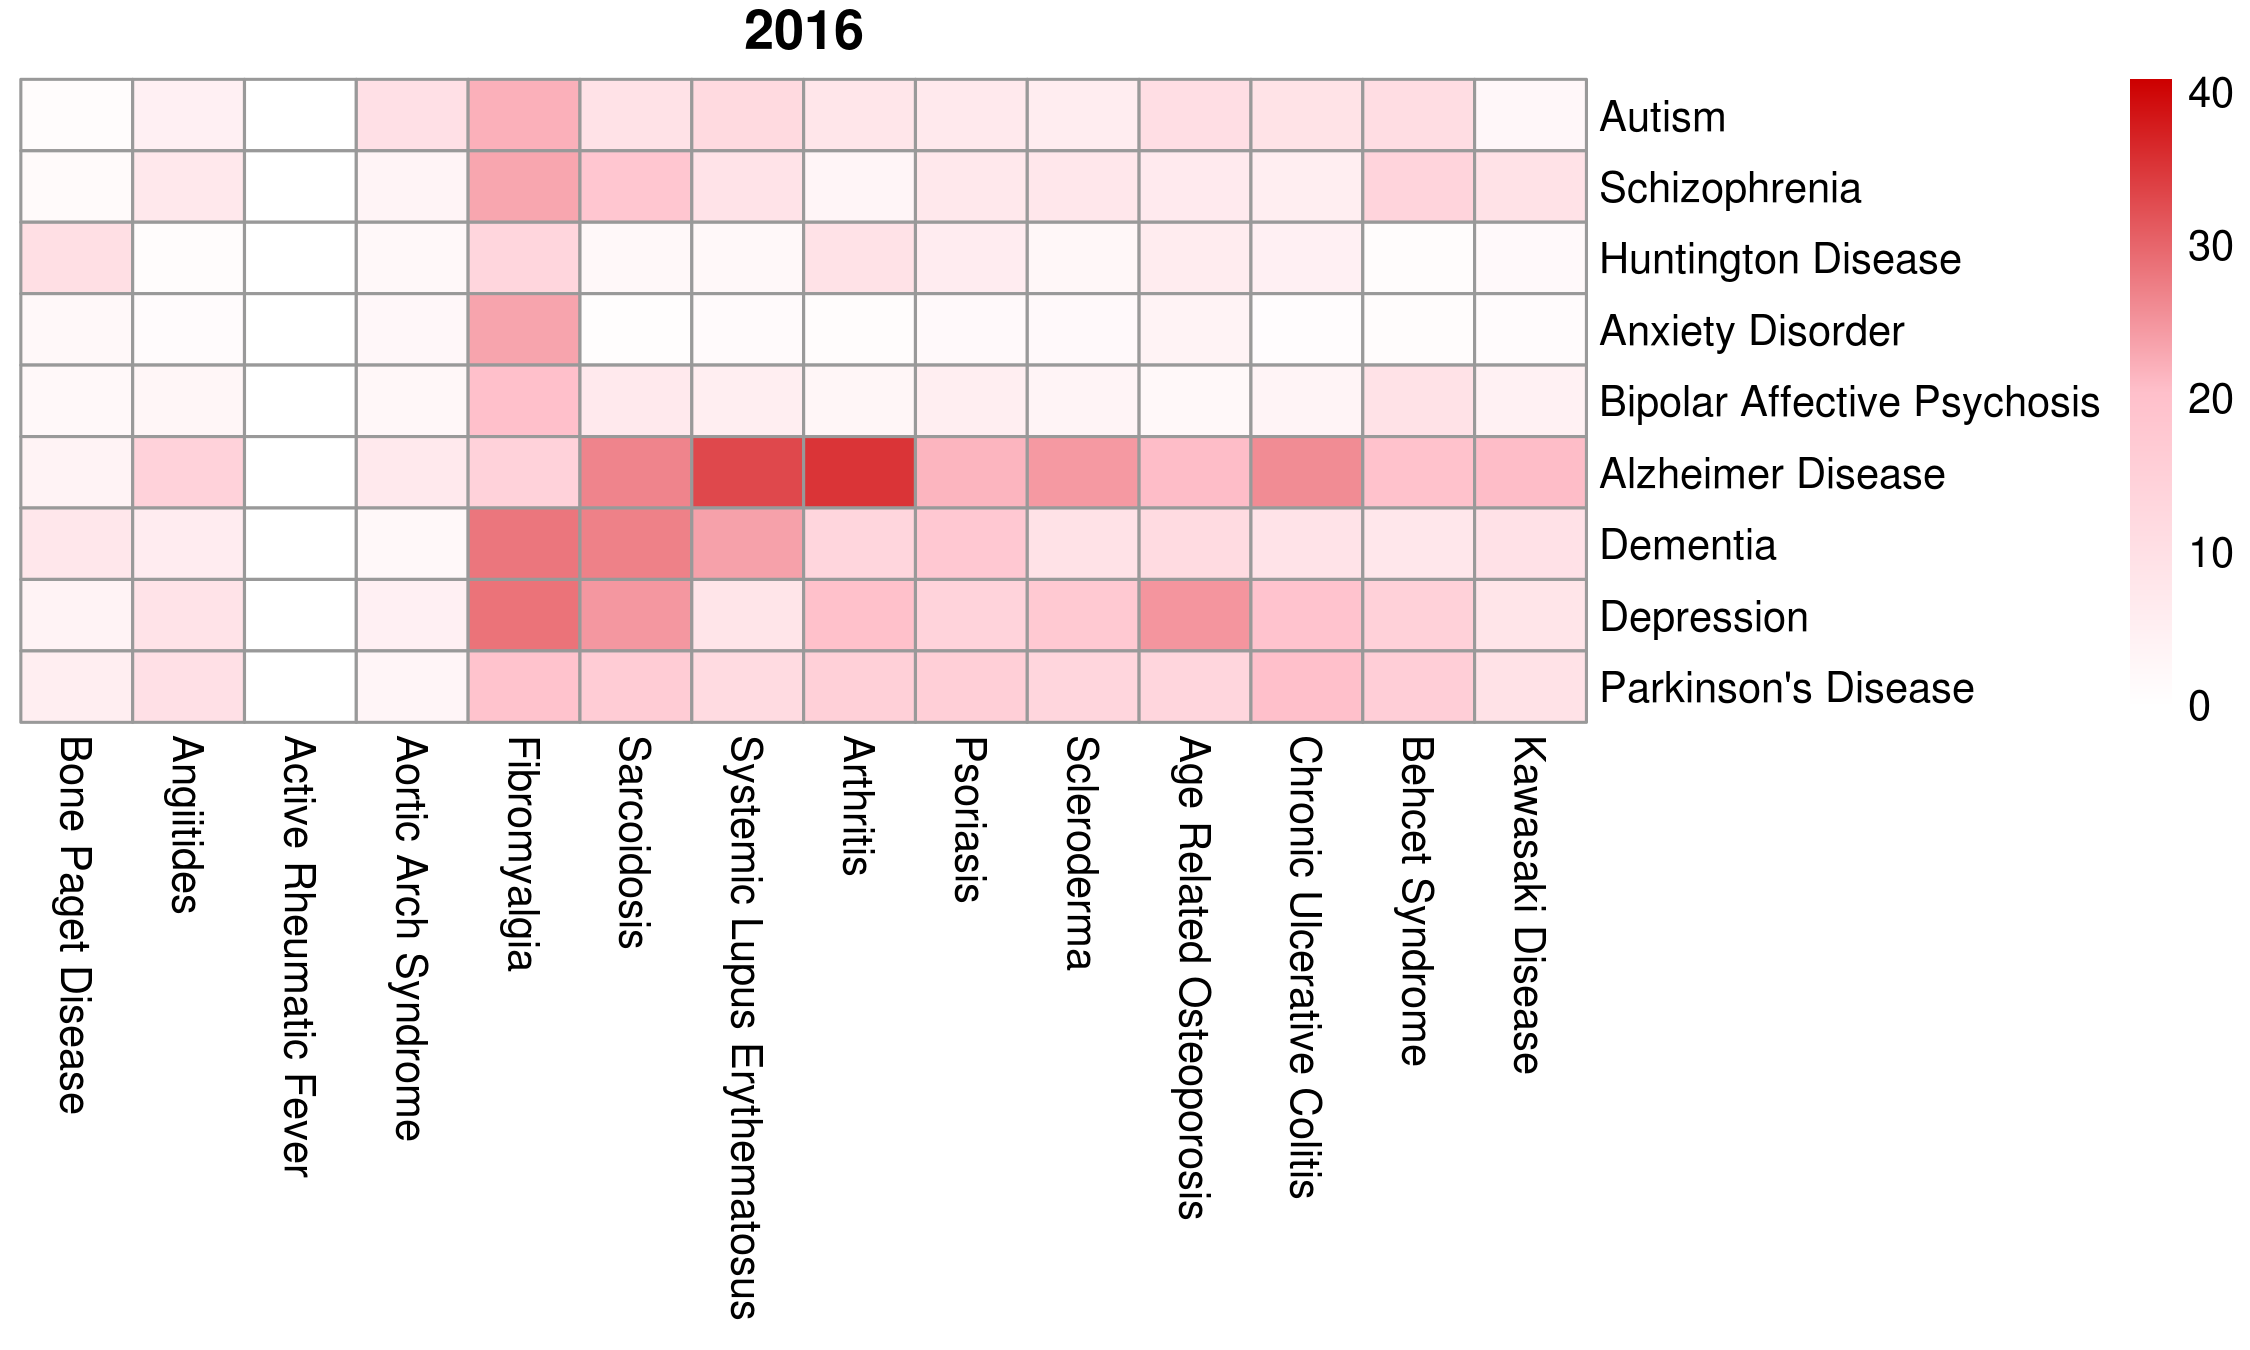 2016
Autism
Schizophrenia
Huntington Disease
Anxiety Disorder
Bipolar Affective Psychosis
Alzheimer Disease
Dementia
Depression
Parkinson's Disease
40
30
20
10
0
Bone Paget Disease
Angiitides
Active Rheumatic Fever
Aortic Arch Syndrome
Fibromyalgia
Sarcoidosis
Systemic Lupus Erythematosus
Arthritis
Psoriasis
Scleroderma
Age Related Osteoporosis
Chronic Ulcerative Colitis
Behcet Syndrome
Kawasaki Disease